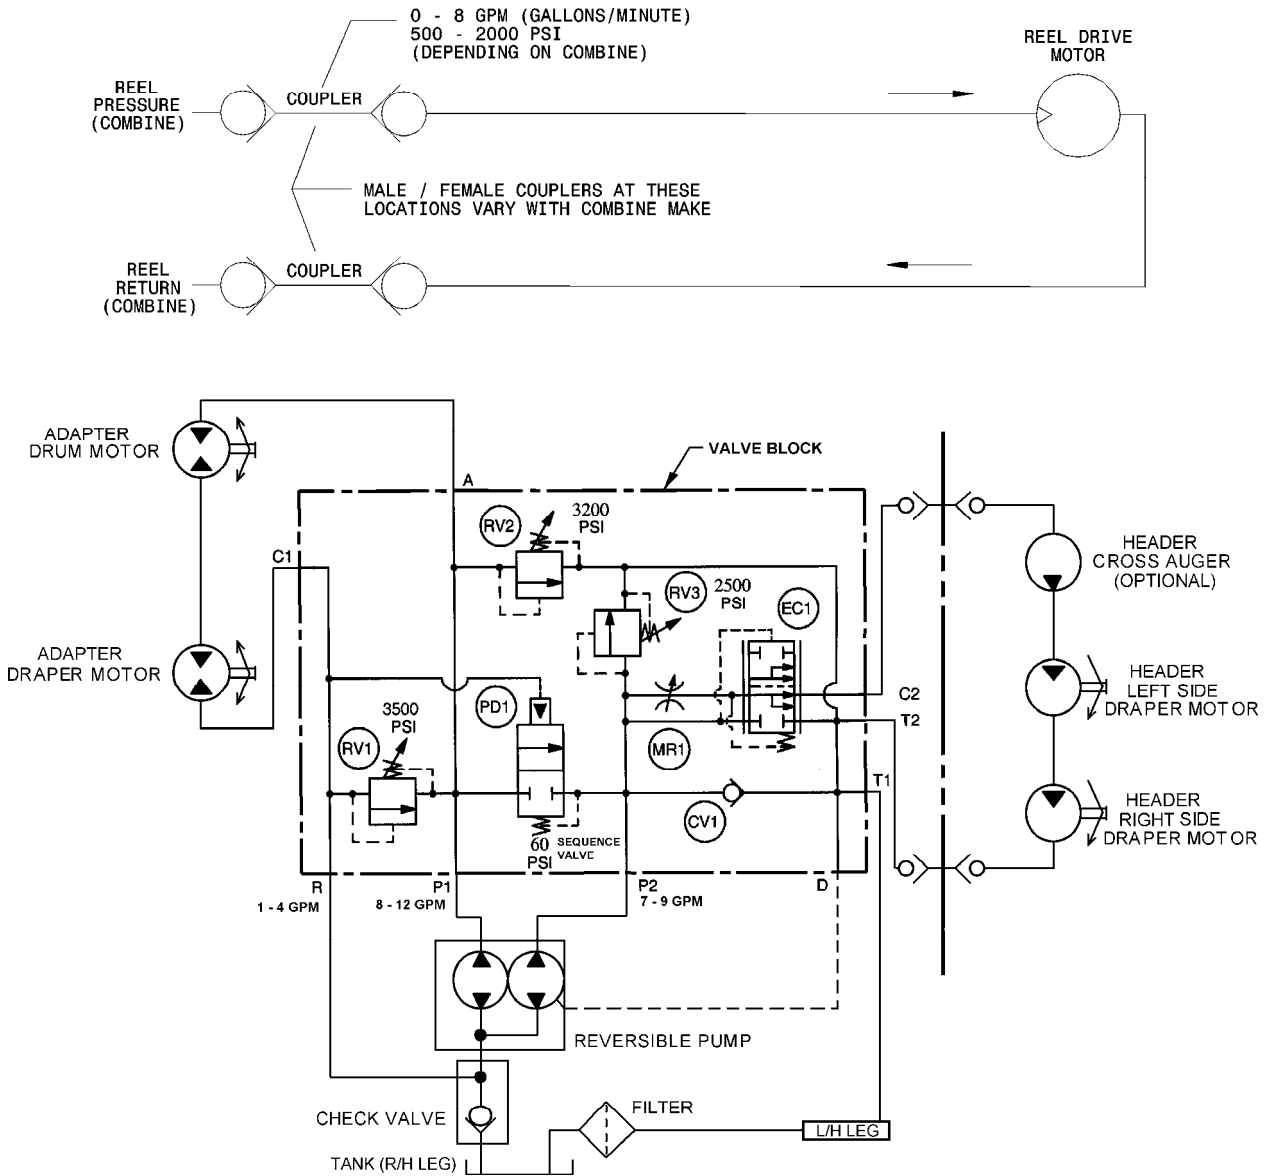 0 - 8 GPM (GALLONS/MINUTE)
500 - 2000 PSI
(DEPENDING ON COMBINE)
REEL DRIVE
MOTOR
REEL
PRESSURE
(COMBINE)
COUPLER
MALE / FEMALE COUPLERS AT THESE
LOCATIONS VARY WITH COMBINE MAKE
REEL
RETURN
(COMBINE)
COUPLER
ADAPTER
DRUM MOTOR
VALVE BLOCK
A
RV2
3200
PSI
C1
RV3
2500
PSI
EC1
HEADER
CROSS AUGER
(OPTIONAL)
ADAPTER
DRAPER MOTOR
PD1
3500
PSI
RV1
MR1
C2
T2
HEADER
LEFT SIDE
DRAPER MOTOR
T1
CV1
HEADER
RIGHT SIDE
DRAPER MOTOR
60
PSI
SEQUENCE
VALVE
R
1 - 4 GPM
P1
8 - 12 GPM
P2
7 - 9 GPM
D
REVERSIBLE PUMP
CHECK VALVE
FILTER
L/H LEG
TANK (R/H LEG)